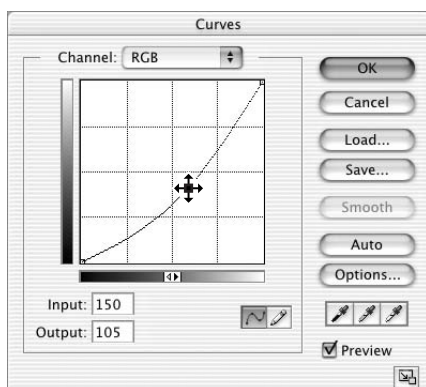 Curves
Channel: RGB
OK
Cancel
Load...
Save...
Smooth
Auto
Options...
Input: 150
Output: 105
Preview